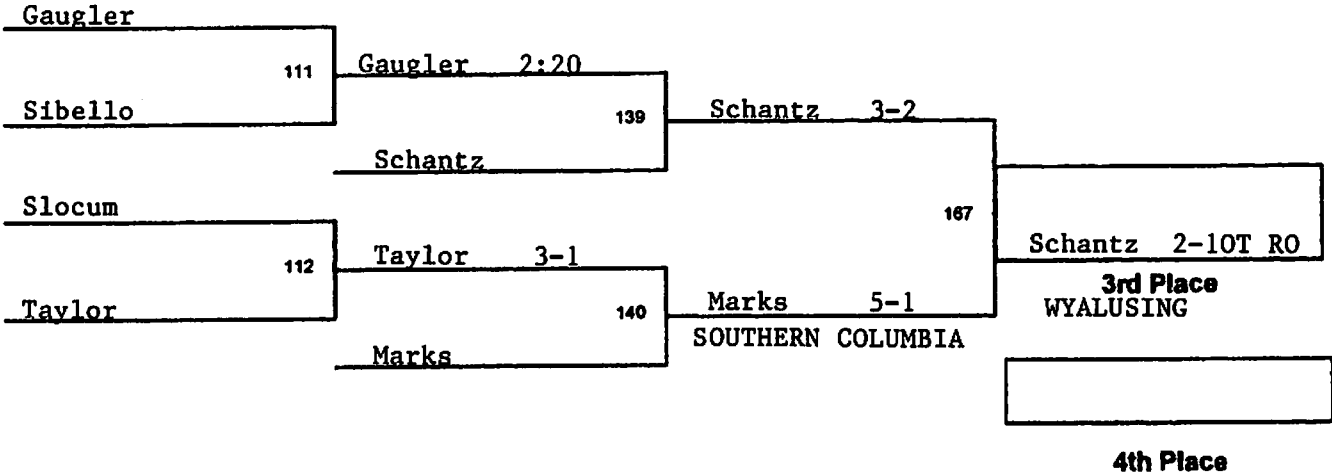 Gaugler
111
Gaugler 2:20
Sibello
139
Schantz 3-2
Schantz
Slocum
167
112
Taylor 3-1
Schantz 2-1OT RO
3rd Place
Taylor
140
Marks 5-1
WYALUSING
SOUTHERN COLUMBIA
Marks
4th Place